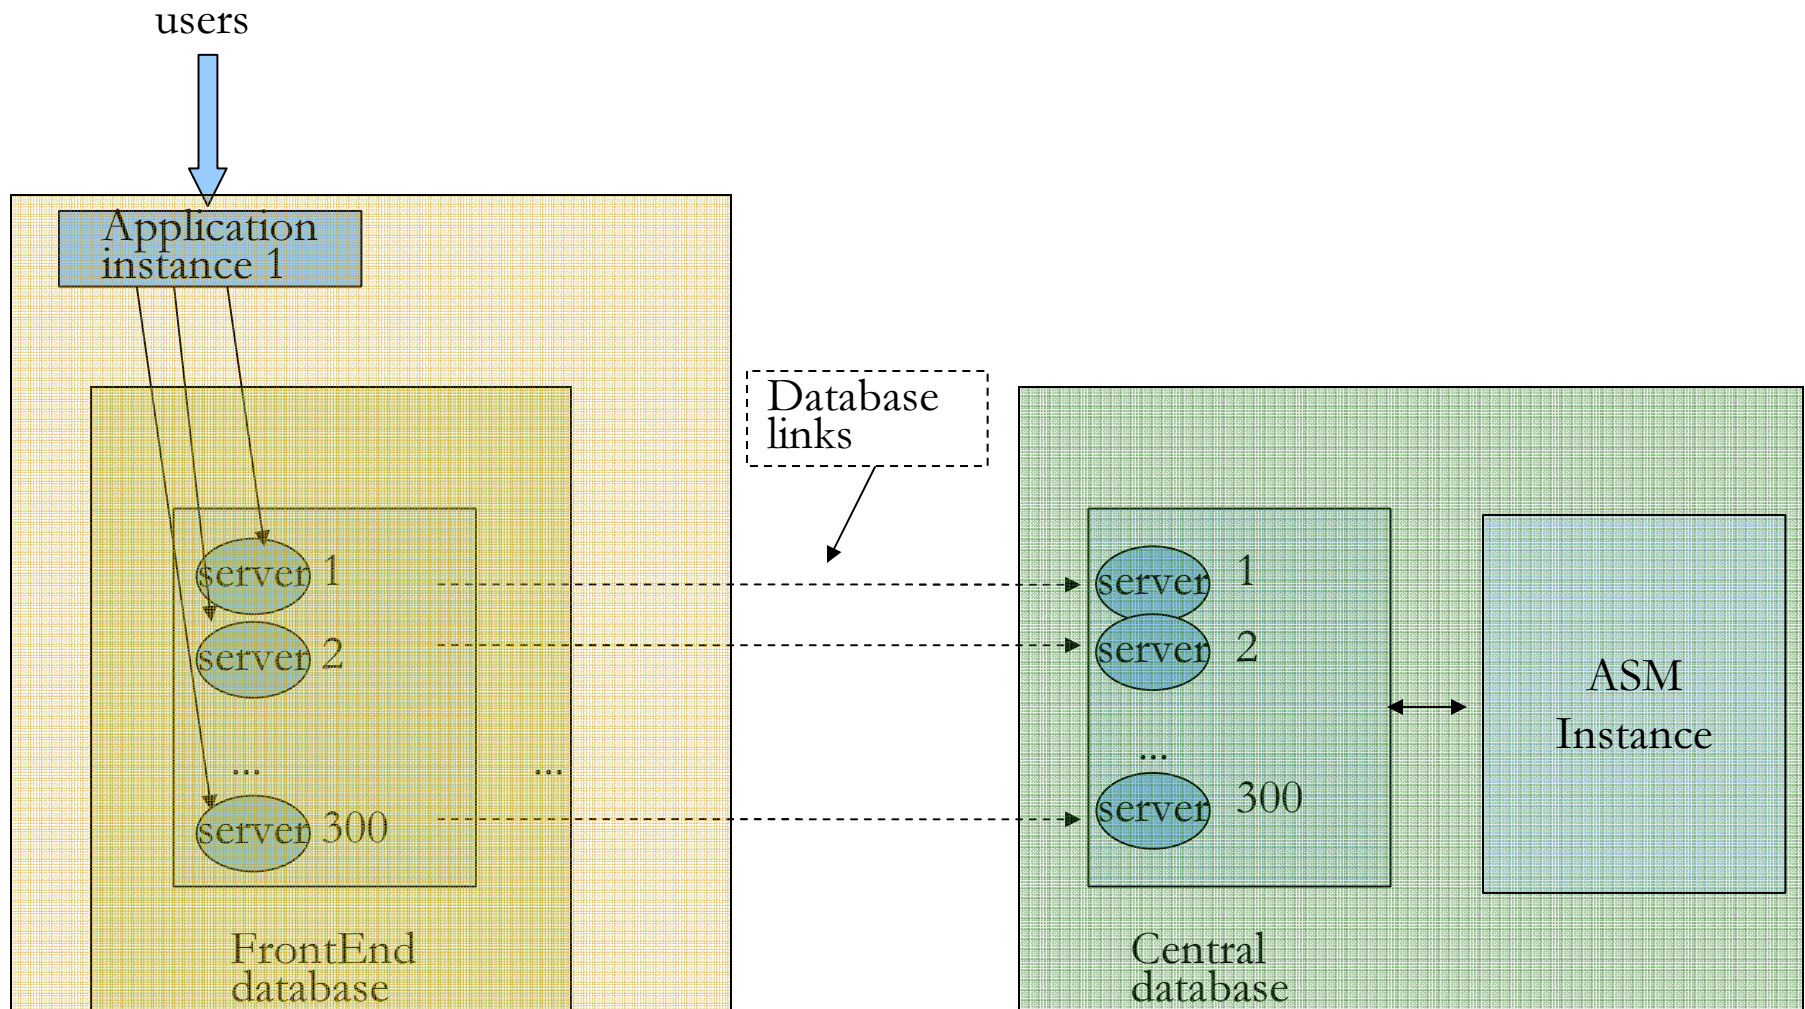 users
Application
instance 1
Database
links
server 1
server 2
...
...
server 300
FrontEnd
database
server 1
server 2
...
server 300
Central
database
ASM
Instance